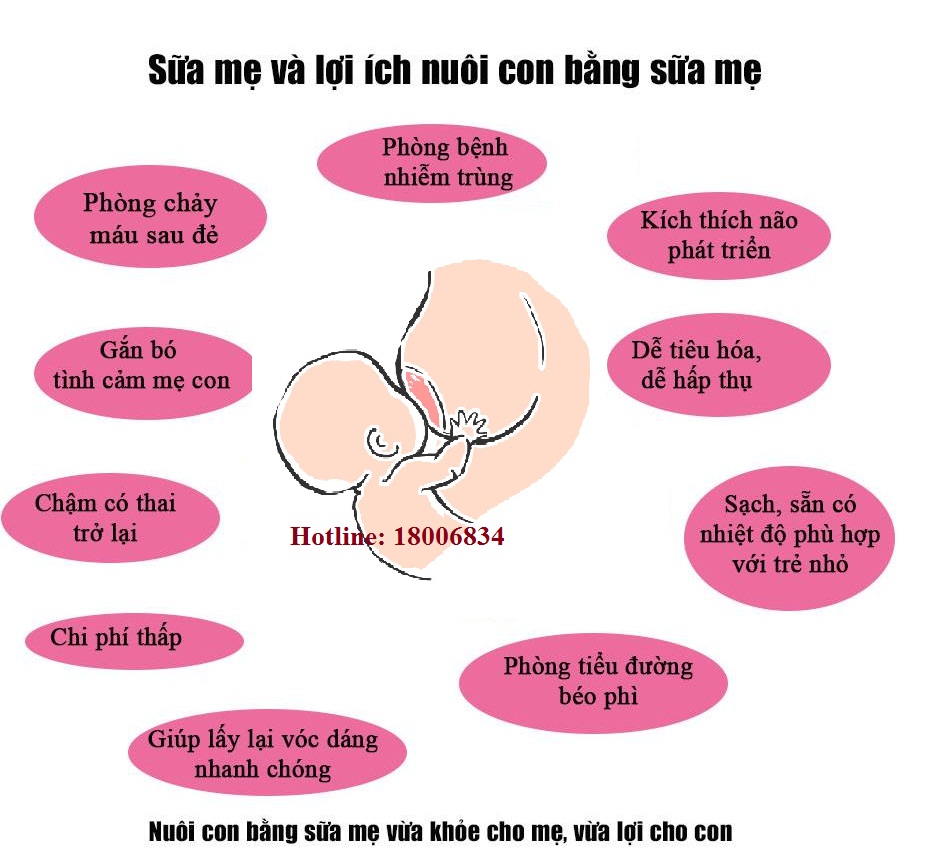 Sữa mẹ và lợi ích nuôi con bằng sữa mẹ
Phòng bệnh
nhiễm trùng
Phòng chảy
máu sau đẻ
Kích thích não
phát triển
Gắn bó
tình cảm mẹ con
Dễ tiêu hóa,
dễ hấp thụ
Chậm có thai
trở lại
Sạch, sẵn có
nhiệt độ phù hợp
với trẻ nhỏ
Hotline: 18006834
Chi phí thấp
Phòng tiểu đường
béo phì
Giúp lấy lại vóc dáng
nhanh chóng
Nuôi con bằng sữa mẹ vừa khỏe cho mẹ, vừa lợi cho con